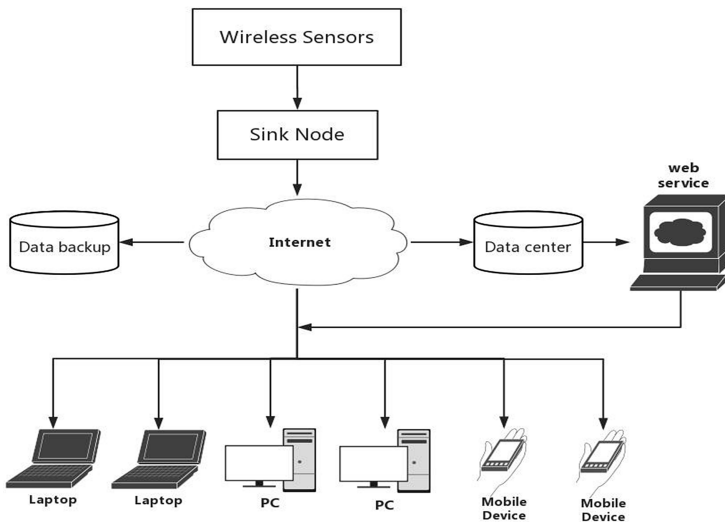 Wireless Sensors
Sink Node
web
service
Data backup
Internet
Data center
Laptop
Laptop
PC
PC
Mobile
Device
Mobile
Device